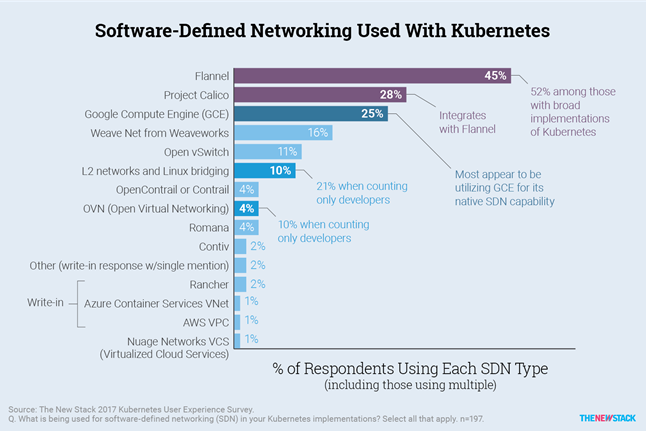 Software-Defined Networking Used With Kubernetes
Flannel
45%
52% among those
with broad
implementations
of Kubernetes
Project Calico
28%
Integrates
with Flannel
Google Compute Engine (GCE)
25%
Most appear to be
utilizing GCE for its
native SDN capability
Weave Net from Weaveworks
16%
Open vSwitch
11%
L2 networks and Linux bridging
10%
21% when counting
only developers
OpenContrail or Contrail
4%
OVN (Open Virtual Networking)
4%
10% when counting
only developers
Romana
4%
Contiv
2%
Other (write-in response w/single mention)
2%
Write-in
Rancher
2%
Azure Container Services VNet
1%
AWS VPC
1%
Nuage Networks VCS
(Virtualized Cloud Services)
1%
% of Respondents Using Each SDN Type
(including those using multiple)
Source: The New Stack 2017 Kubernetes User Experience Survey.
Q. What is being used for software-defined networking (SDN) in your Kubernetes implementations? Select all that apply. n=197.
THENEWSTACK